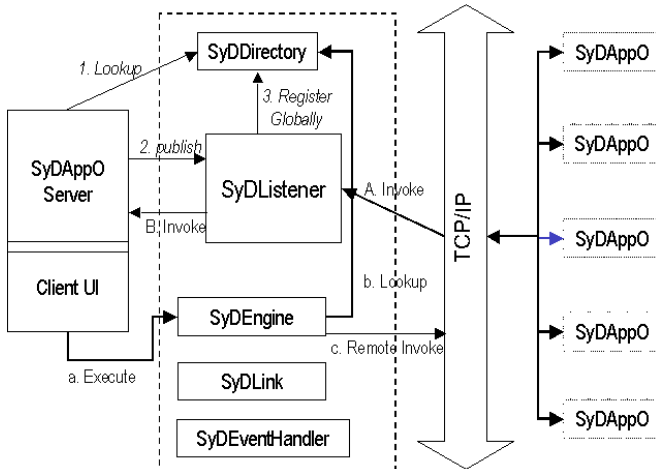 SyDDirectory
SyDAppO
1. Lookup
3. Register
Globally
SyDAppO
Server
2. publish
SyDListener
A. Invoke
B. Invoke
TCP/IP
SyDAppO
SyDAppO
b. Lookup
Client UI
SyDEngine
c. Remote Invoke
SyDAppO
a. Execute
SyDLink
SyDAppO
SyDEventHandler